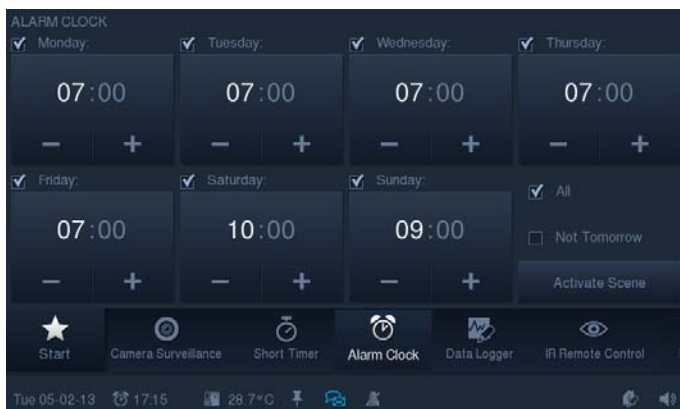 ALARM CLOCK
Monday: Tuesday: Wednesday: Thursday:
07:00 07:00 07:00 07:00
− + − + − + − +
Friday: Saturday: Sunday: All
07:00 10:00 09:00 Not Tomorrow
− + − + − + Activate Scene
Start Camera Surveillance Short Timer Alarm Clock Data Logger IR Remote Control
Tue 05-02-13 17:15 28.7°C